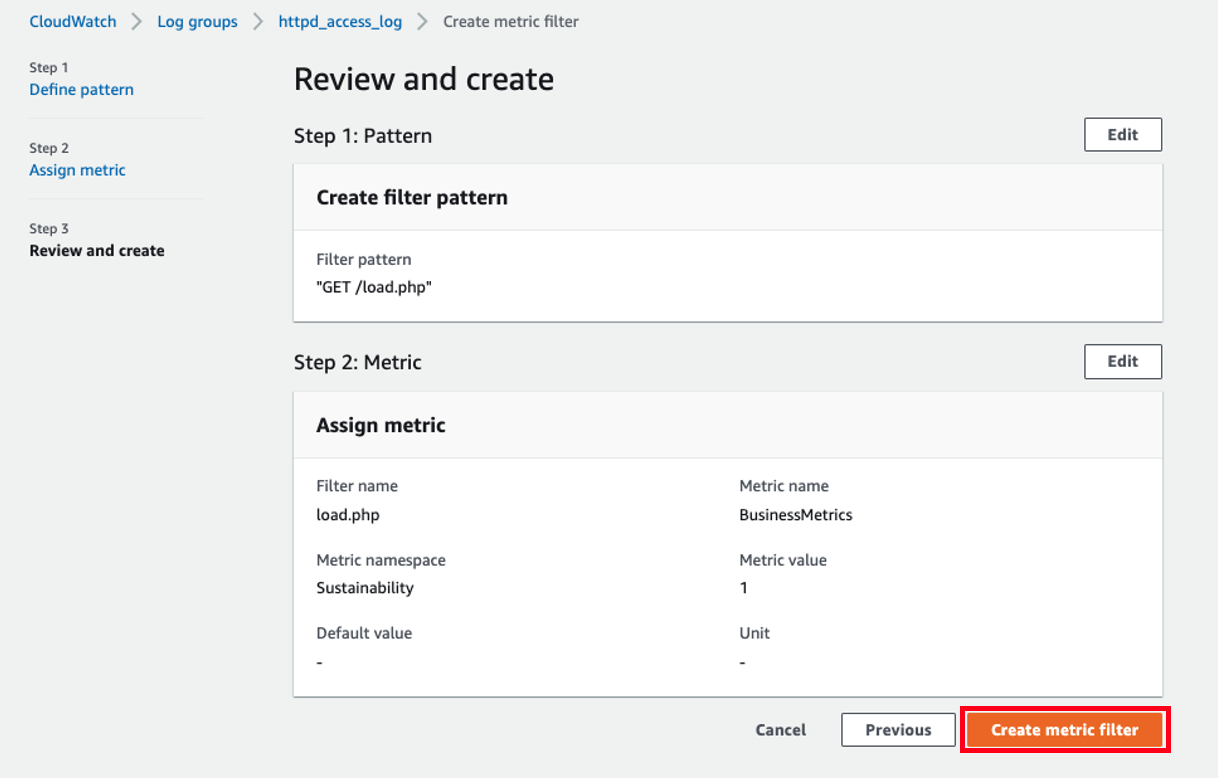 CloudWatch > Log groups > httpd_access_log > Create metric filter
Step 1
Define pattern
Step 2
Assign metric
Step 3
Review and create
Review and create
Step 1: Pattern
Edit
Create filter pattern
Filter pattern
"GET /load.php"
Step 2: Metric
Edit
Assign metric
Filter name
load.php
Metric name
BusinessMetrics
Metric namespace
Sustainability
Metric value
1
Default value
-
Unit
-
Cancel
Previous
Create metric filter